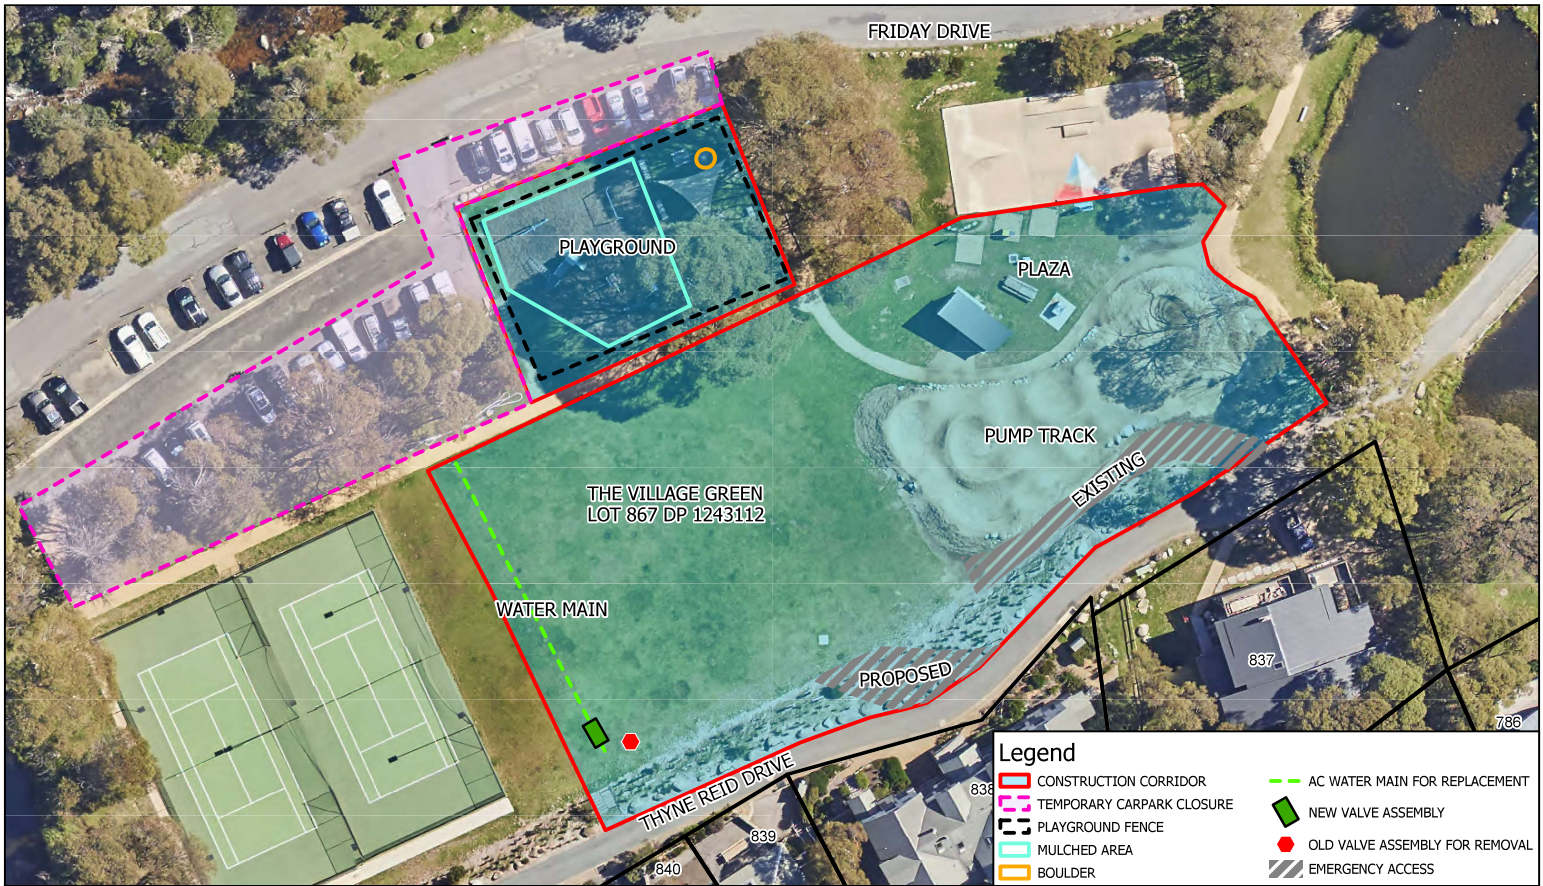 FRIDAY DRIVE
PLAYGROUND
PLAZA
PUMP TRACK
EXISTING
THE VILLAGE GREEN
LOT 867 DP 1243112
WATER MAIN
PROPOSED
THYNE REID DRIVE
837
786
838
839
840
Legend
CONSTRUCTION CORRIDOR
TEMPORARY CARPARK CLOSURE
PLAYGROUND FENCE
MULCHED AREA
BOULDER
AC WATER MAIN FOR REPLACEMENT
NEW VALVE ASSEMBLY
OLD VALVE ASSEMBLY FOR REMOVAL
EMERGENCY ACCESS